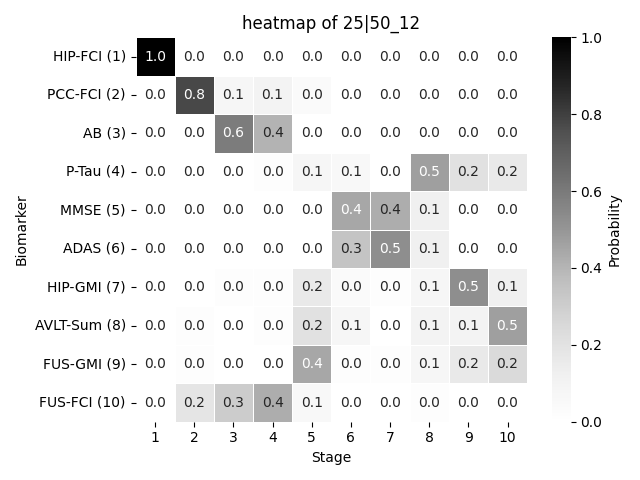 heatmap of 25|50_12
HIP-FCI (1) 1.0 0.0 0.0 0.0 0.0 0.0 0.0 0.0 0.0 0.0
PCC-FCI (2) 0.0 0.8 0.1 0.1 0.0 0.0 0.0 0.0 0.0 0.0
AB (3) 0.0 0.0 0.6 0.4 0.0 0.0 0.0 0.0 0.0 0.0
P-Tau (4) 0.0 0.0 0.0 0.0 0.1 0.1 0.0 0.5 0.2 0.2
MMSE (5) 0.0 0.0 0.0 0.0 0.0 0.4 0.4 0.1 0.0 0.0
ADAS (6) 0.0 0.0 0.0 0.0 0.0 0.3 0.5 0.1 0.0 0.0
HIP-GMI (7) 0.0 0.0 0.0 0.0 0.2 0.0 0.0 0.1 0.5 0.1
AVLT-Sum (8) 0.0 0.0 0.0 0.0 0.2 0.1 0.0 0.1 0.1 0.5
FUS-GMI (9) 0.0 0.0 0.0 0.0 0.4 0.0 0.0 0.1 0.2 0.2
FUS-FCI (10) 0.0 0.2 0.3 0.4 0.1 0.0 0.0 0.0 0.0 0.0
1 2 3 4 5 6 7 8 9 10
Stage
Biomarker
1.0
0.8
0.6
0.4
0.2
0.0
Probability